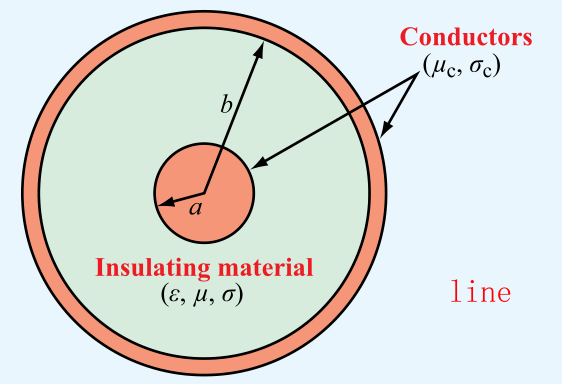 Conductors
(μc, σc)
b
a
Insulating material
(ε, μ, σ)
line